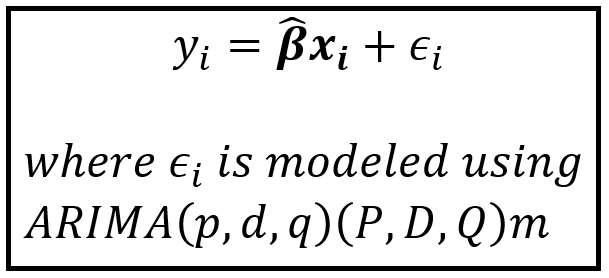 yᵢ = β̂xᵢ + ϵᵢ
where ϵᵢ is modeled using
ARIMA(p, d, q)(P, D, Q)m